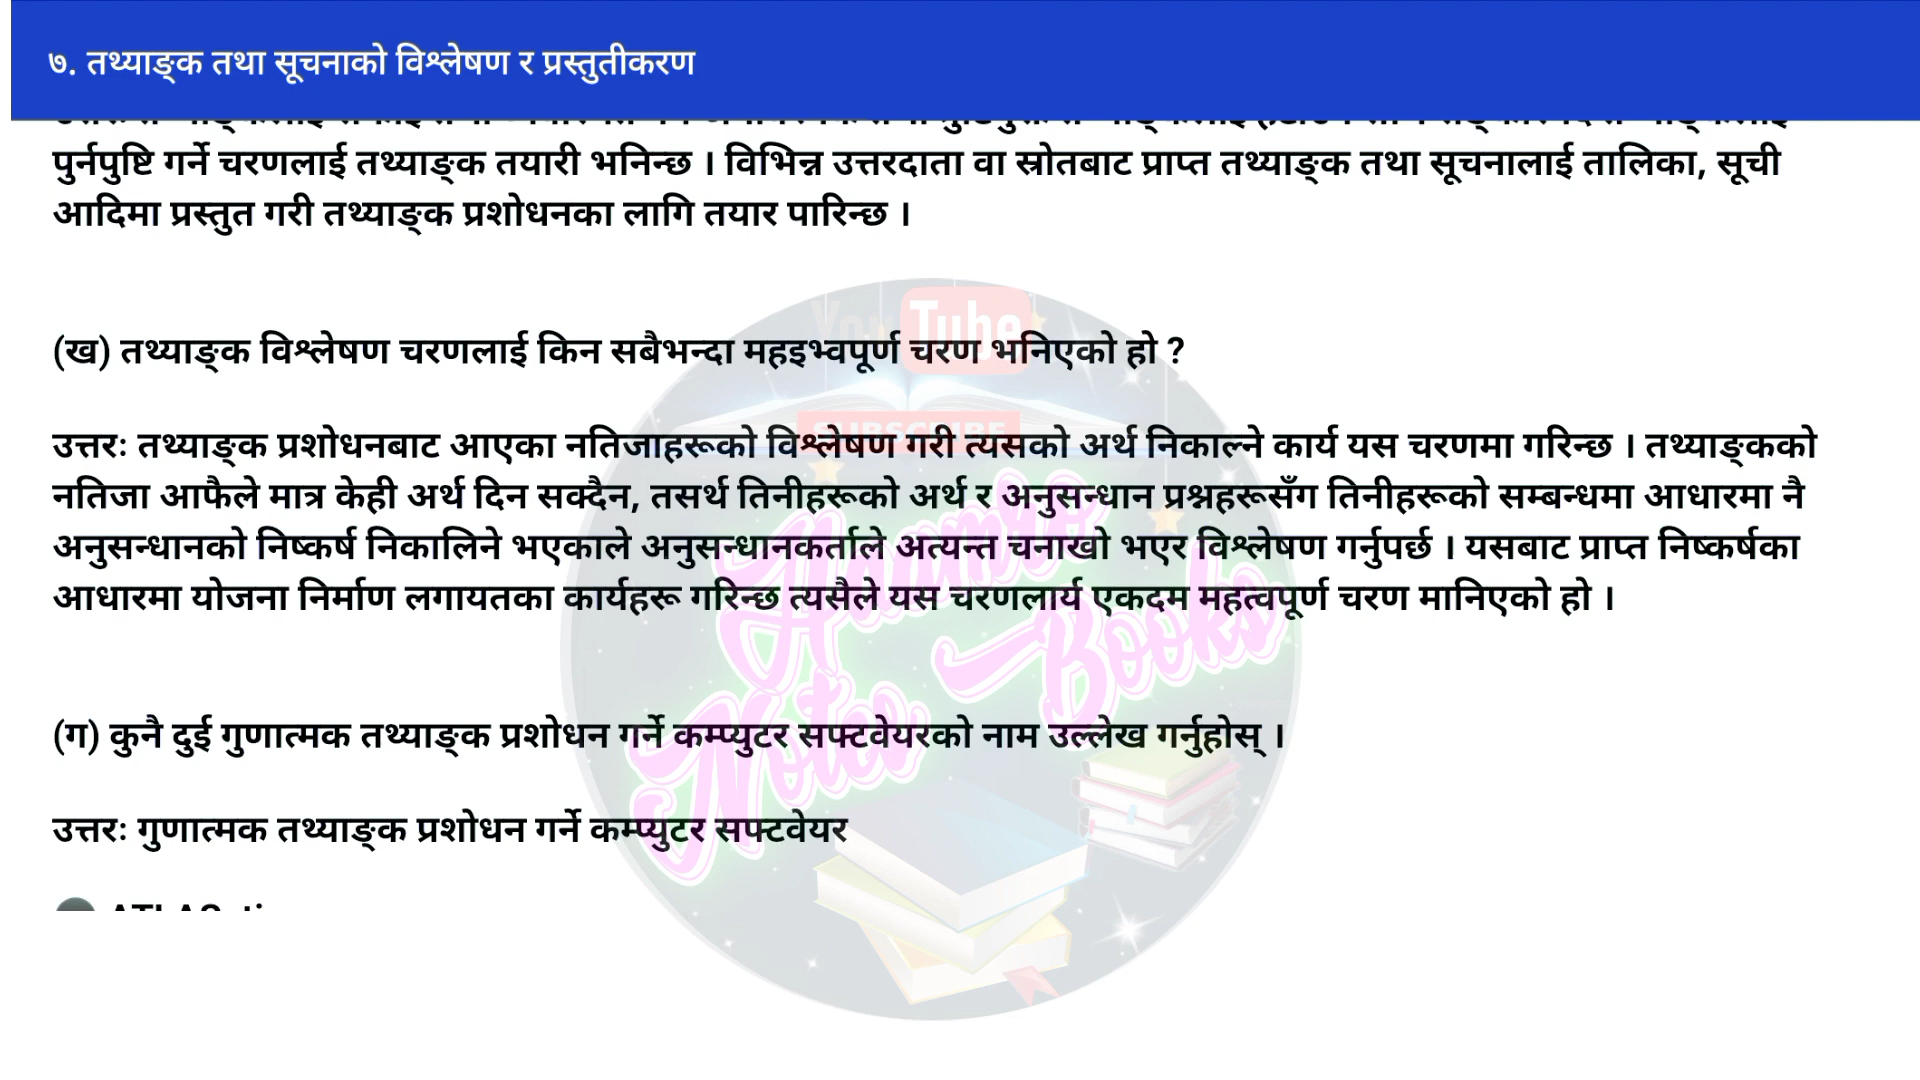 ७. तथ्याङ्क तथा सूचनाको विश्लेषण र प्रस्तुतीकरण
पुर्नपुष्टि गर्ने चरणलाई तथ्याङ्क तयारी भनिन्छ । विभिन्न उत्तरदाता वा स्रोतबाट प्राप्त तथ्याङ्क तथा सूचनालाई तालिका, सूची
आदिमा प्रस्तुत गरी तथ्याङ्क प्रशोधनका लागि तयार पारिन्छ ।
(ख) तथ्याङ्क विश्लेषण चरणलाई किन सबैभन्दा महइभ्वपूर्ण चरण भनिएको हो ?
उत्तरः तथ्याङ्क प्रशोधनबाट आएका नतिजाहरूको विश्लेषण गरी त्यसको अर्थ निकाल्ने कार्य यस चरणमा गरिन्छ । तथ्याङ्कको
नतिजा आफैले मात्र केही अर्थ दिन सक्दैन, तसर्थ तिनीहरूको अर्थ र अनुसन्धान प्रश्नहरूसँग तिनीहरूको सम्बन्धमा आधारमा नै
अनुसन्धानको निष्कर्ष निकालिने भएकाले अनुसन्धानकर्ताले अत्यन्त चनाखो भएर विश्लेषण गर्नुपर्छ । यसबाट प्राप्त निष्कर्षका
आधारमा योजना निर्माण लगायतका कार्यहरू गरिन्छ त्यसैले यस चरणलार्य एकदम महत्वपूर्ण चरण मानिएको हो ।
(ग) कुनै दुई गुणात्मक तथ्याङ्क प्रशोधन गर्ने कम्प्युटर सफ्टवेयरको नाम उल्लेख गर्नुहोस् ।
उत्तरः गुणात्मक तथ्याङ्क प्रशोधन गर्ने कम्प्युटर सफ्टवेयर
YouTube
SUBSCRIBE
Haumro
Notes Books